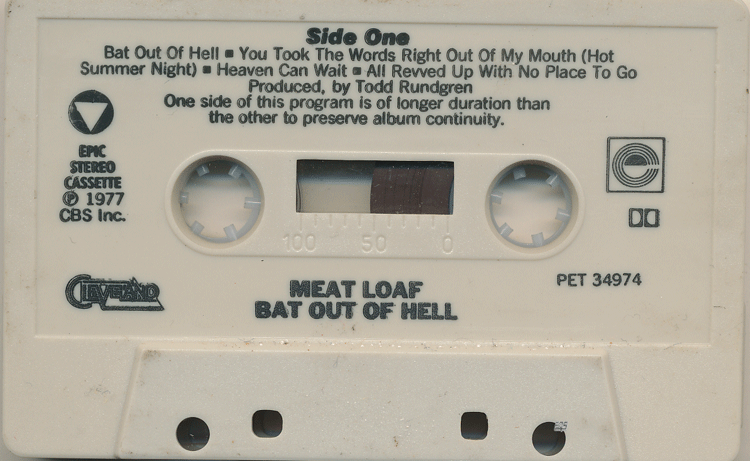 Side One
Bat Out Of Hell ▪ You Took The Words Right Out Of My Mouth (Hot
Summer Night) ▪ Heaven Can Wait ▪ All Revved Up With No Place To Go
Produced, by Todd Rundgren
One side of this program is of longer duration than
the other to preserve album continuity.
EPIC
STEREO
CASSETTE
℗ 1977
CBS Inc.
100 50 0
CLEVELAND
MEAT LOAF
BAT OUT OF HELL
PET 34974